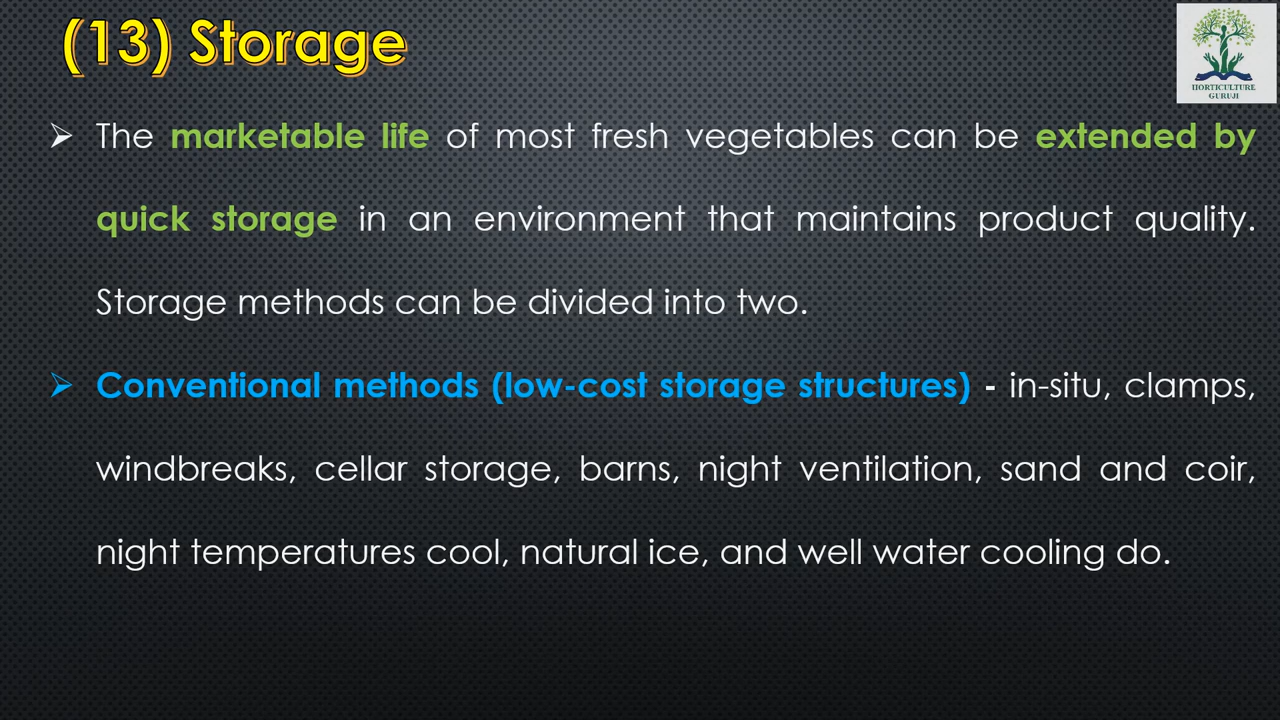 (13) Storage
HORTICULTURE
GURUJI
➢ The marketable life of most fresh vegetables can be extended by
quick storage in an environment that maintains product quality.
Storage methods can be divided into two.
➢ Conventional methods (low-cost storage structures) - in-situ, clamps,
windbreaks, cellar storage, barns, night ventilation, sand and coir,
night temperatures cool, natural ice, and well water cooling do.